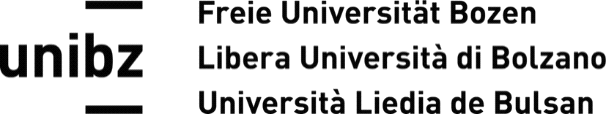 unibz
Freie Universität Bozen
Libera Università di Bolzano
Università Liedia de Bulsan